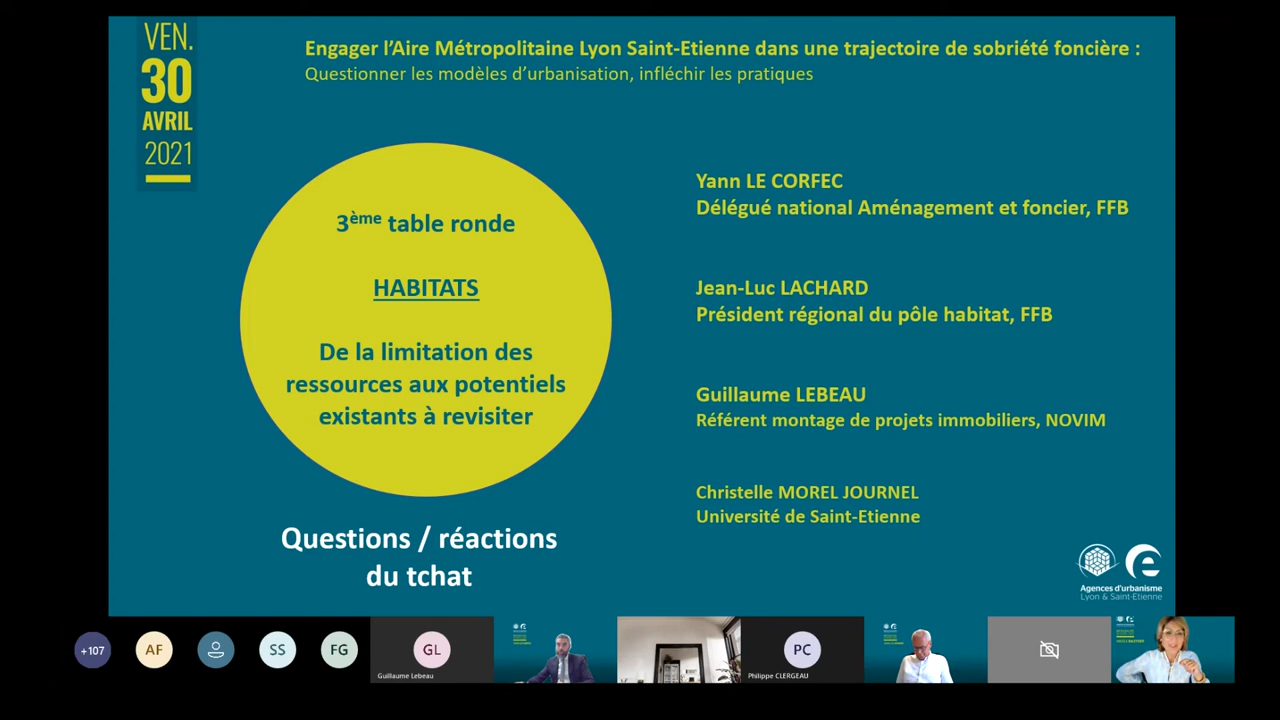 VEN.
30
AVRIL
2021
Engager l'Aire Métropolitaine Lyon Saint-Etienne dans une trajectoire de sobriété foncière :
Questionner les modèles d'urbanisation, infléchir les pratiques
3ème table ronde
HABITATS
De la limitation des
ressources aux potentiels
existants à revisiter
Questions / réactions
du tchat
Yann LE CORFEC
Délégué national Aménagement et foncier, FFB
Jean-Luc LACHARD
Président régional du pôle habitat, FFB
Guillaume LEBEAU
Référent montage de projets immobiliers, NOVIM
Christelle MOREL JOURNEL
Université de Saint-Etienne
Agences d'urbanisme
Lyon & Saint-Etienne
+107
AF
SS
FG
GL
Guillaume Lebeau
PC
Philippe CLERGEAU